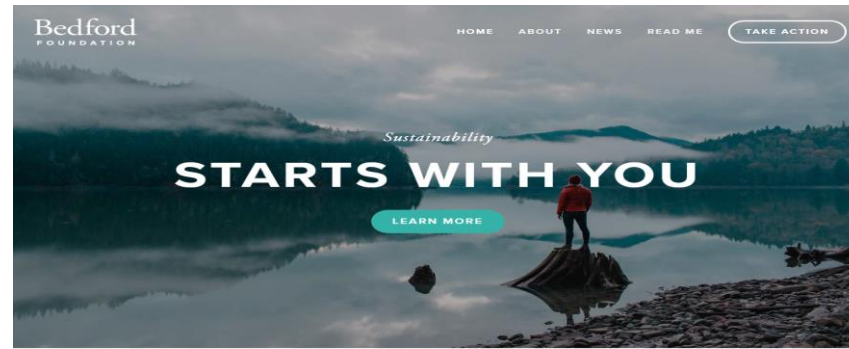 Bedford
FOUNDATION
HOME ABOUT NEWS READ ME TAKE ACTION
Sustainability
STARTS WITH YOU
LEARN MORE